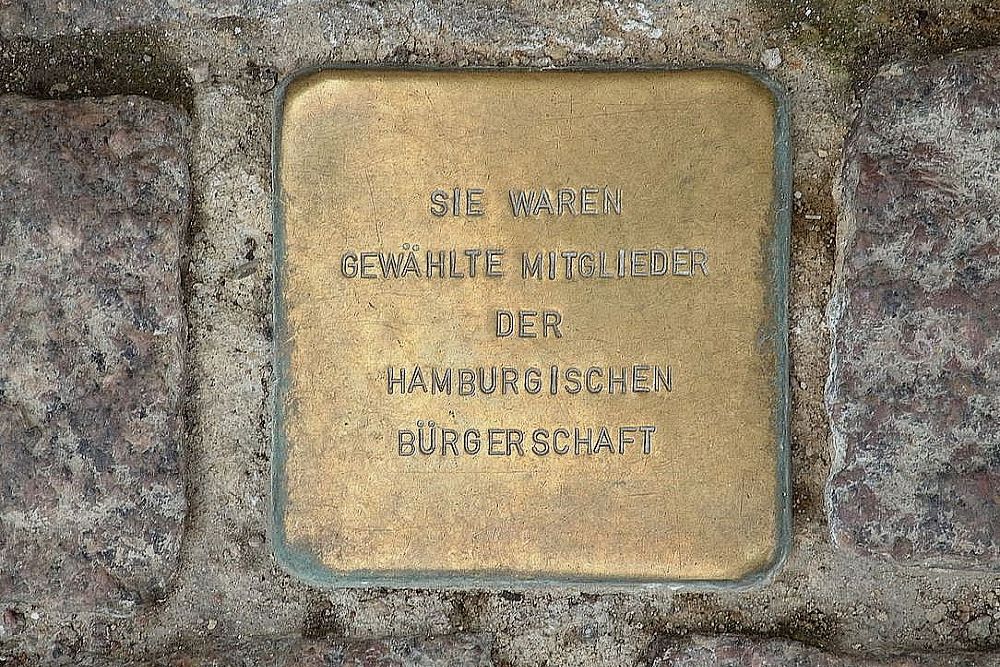 SIE WAREN
GEWÄHLTE MITGLIEDER
DER
HAMBURGISCHEN
BÜRGERSCHAFT